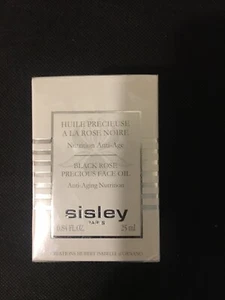 HUILE PRÉCIEUSE
A LA ROSE NOIRE
Nutrition Anti-Age
BLACK ROSE
PRECIOUS FACE OIL
Anti-Aging Nutrition
sisley
PARIS
0.84 FL.OZ. 25 ml